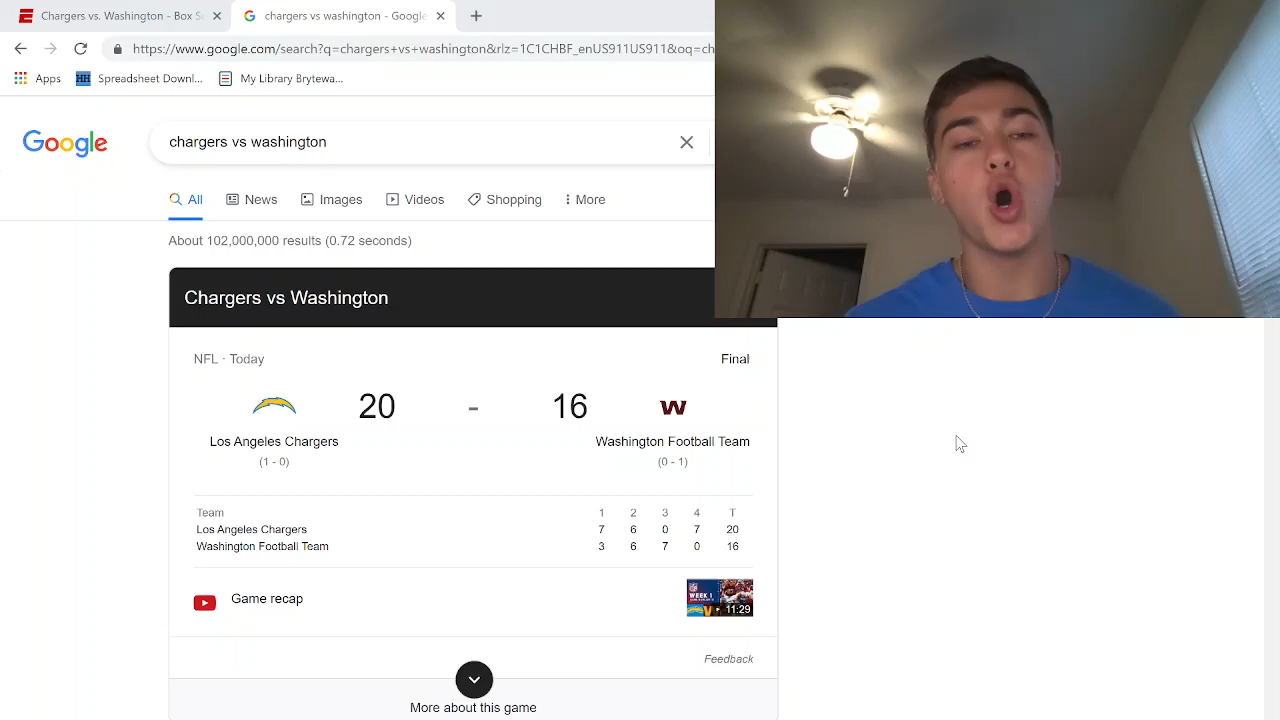 Chargers vs. Washington - Box S
chargers vs washington - Google
https://www.google.com/search?q=chargers+vs+washington&rlz=1C1CHBF_enUS911US911&oq=ch
Apps
Spreadsheet Downl...
My Library Brytewa...
Google
chargers vs washington
All
News
Images
Videos
Shopping
More
About 102,000,000 results (0.72 seconds)
Chargers vs Washington
NFL · Today
Final
20 - 16
W
Los Angeles Chargers
Washington Football Team
(1 - 0)
(0 - 1)
Team 1 2 3 4 T
Los Angeles Chargers 7 6 0 7 20
Washington Football Team 3 6 7 0 16
Game recap
NFL
WEEK 1
11:29
Feedback
More about this game